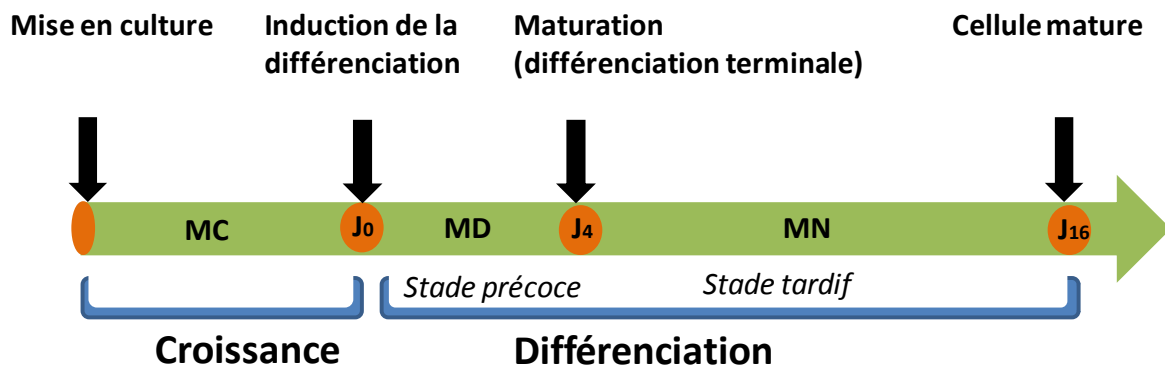 Mise en culture
Induction de la
différenciation
Maturation
(différenciation terminale)
Cellule mature
MC
J0
MD
J4
MN
J16
Stade précoce
Stade tardif
Croissance
Différenciation